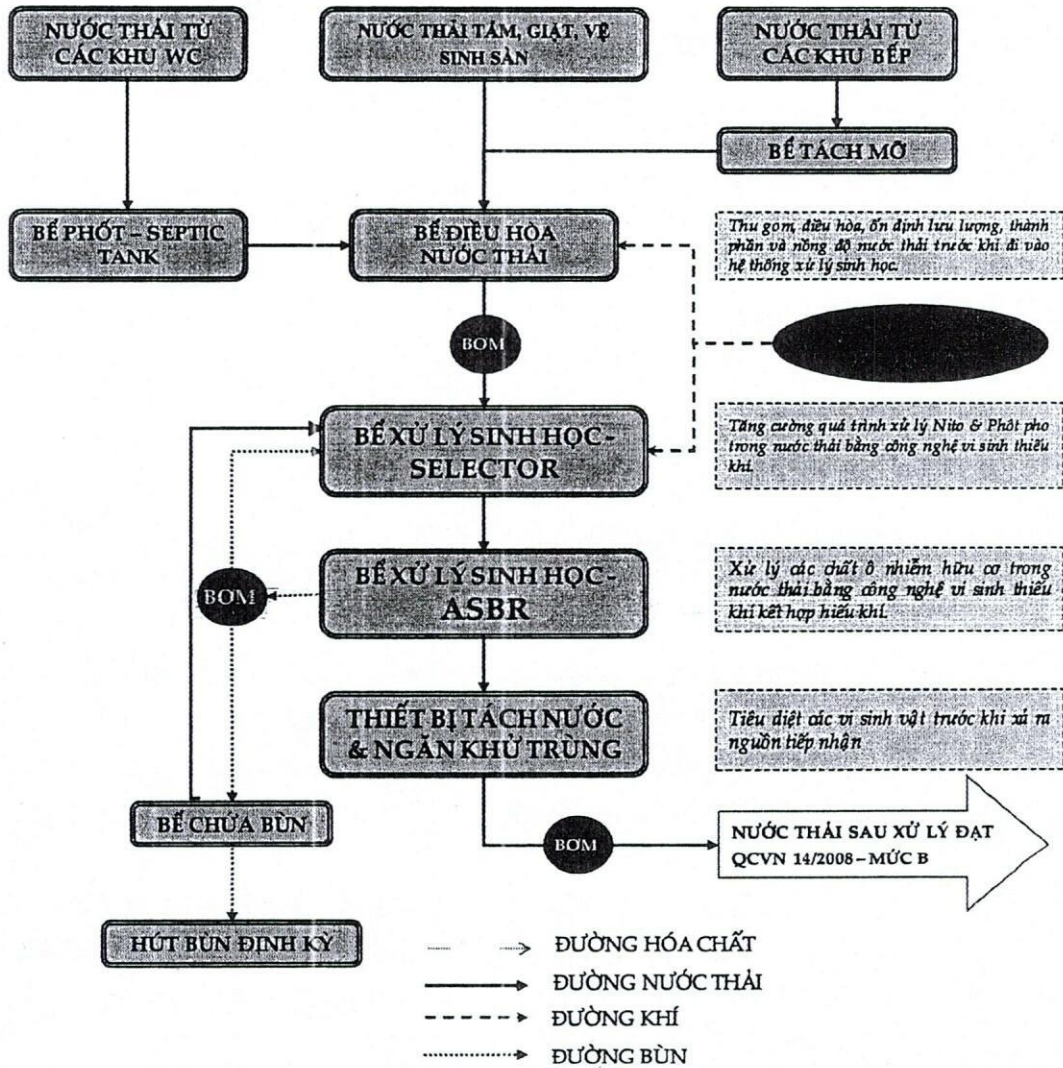 NƯỚC THẢI TỪ
CÁC KHU WC
NƯỚC THẢI TẮM, GIẶT, VỆ
SINH SÀN
NƯỚC THẢI TỪ
CÁC KHU BẾP
BỂ TÁCH MỠ
BỂ PHỐT – SEPTIC
TANK
BỂ ĐIỀU HÒA
NƯỚC THẢI
Thu gom, điều hòa, ổn định lưu lượng, thành
phần và nồng độ nước thải trước khi đi vào
hệ thống xử lý sinh học.
BƠM
BỂ XỬ LÝ SINH HỌC -
SELECTOR
Tăng cường quá trình xử lý Nito & Phốt pho
trong nước thải bằng công nghệ vi sinh thiếu
khí.
BƠM
BỂ XỬ LÝ SINH HỌC -
ASBR
Xử lý các chất ô nhiễm hữu cơ trong
nước thải bằng công nghệ vi sinh thiếu
khí kết hợp hiếu khí.
THIẾT BỊ TÁCH NƯỚC
& NGĂN KHỬ TRÙNG
Tiêu diệt các vi sinh vật trước khi xả ra
nguồn tiếp nhận
BỂ CHỨA BÙN
BƠM
NƯỚC THẢI SAU XỬ LÝ ĐẠT
QCVN 14/2008 – MỨC B
HÚT BÙN ĐỊNH KỲ
ĐƯỜNG HÓA CHẤT
ĐƯỜNG NƯỚC THẢI
ĐƯỜNG KHÍ
ĐƯỜNG BÙN